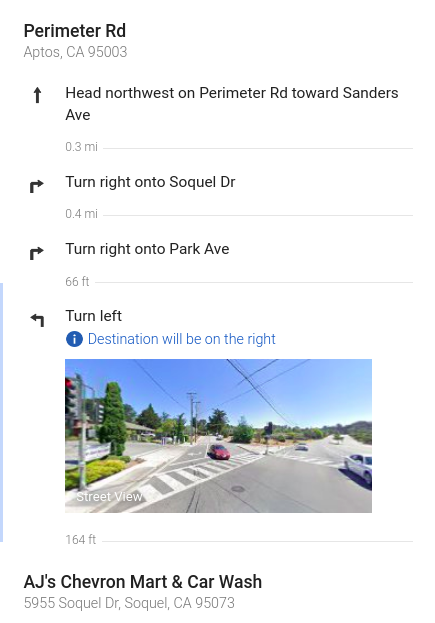 Perimeter Rd
Aptos, CA 95003
Head northwest on Perimeter Rd toward Sanders
Ave
0.3 mi
Turn right onto Soquel Dr
0.4 mi
Turn right onto Park Ave
66 ft
Turn left
Destination will be on the right
Street View
164 ft
AJ's Chevron Mart & Car Wash
5955 Soquel Dr, Soquel, CA 95073